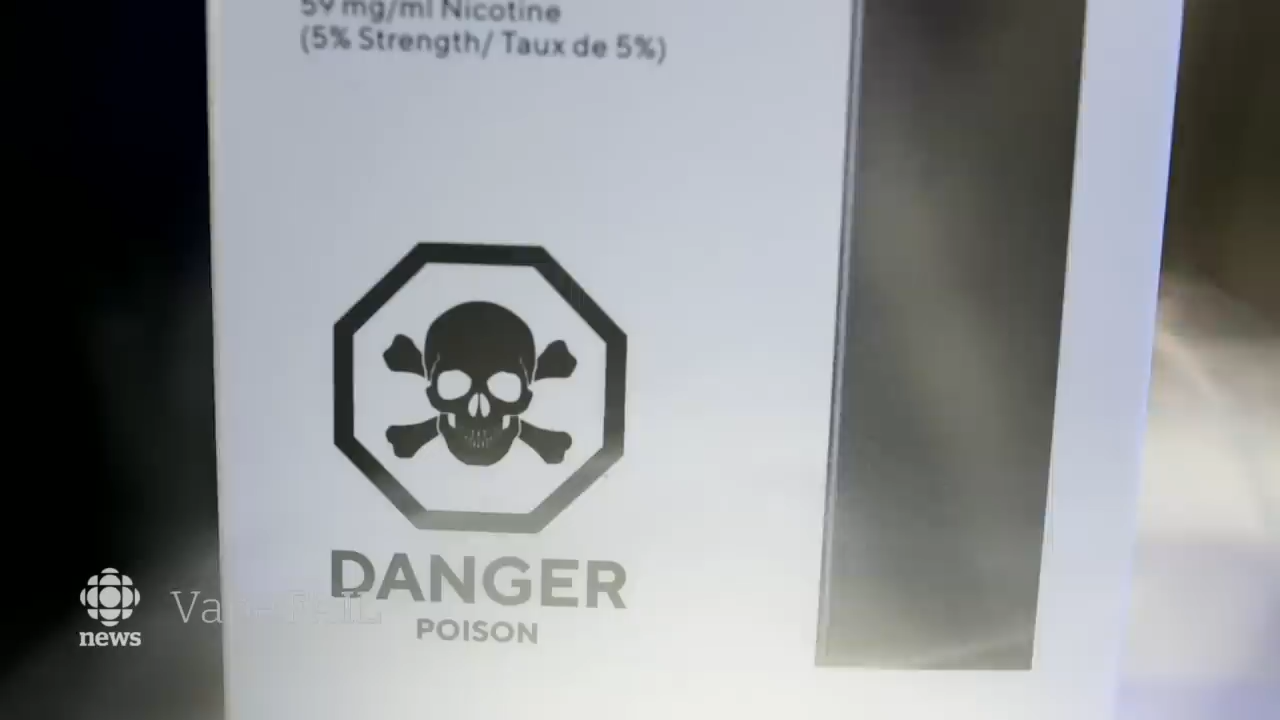 59 mg/ml Nicotine
(5% Strength/ Taux de 5%)
DANGER
POISON
news